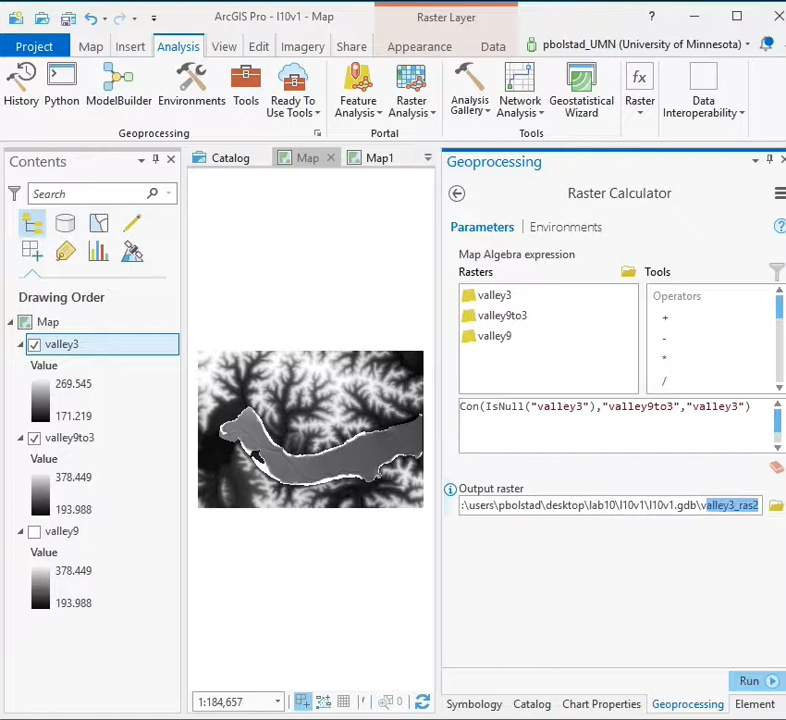 ArcGIS Pro - I10v1 - Map
Raster Layer
?
Project
Map
Insert
Analysis
View
Edit
Imagery
Share
Appearance
Data
pbolstad_UMN (University of Minnesota)
History
Python
ModelBuilder
Environments
Tools
Ready To
Use Tools
Feature
Analysis
Raster
Analysis
Analysis
Gallery
Network
Analysis
Geostatistical
Wizard
fx
Raster
Data
Interoperability
Geoprocessing
Portal
Tools
Contents
Search
Drawing Order
Map
valley3
Value
269.545
171.219
valley9to3
Value
378.449
193.988
valley9
Value
378.449
193.988
Catalog
Map
Map1
1:184,657
0
Geoprocessing
Raster Calculator
Parameters
Environments
?
Map Algebra expression
Rasters
Tools
valley3
valley9to3
valley9
Operators
+
-
*
/
Con(IsNull("valley3"),"valley9to3","valley3")
Output raster
:\users\pbolstad\desktop\lab10\l10v1\l10v1.gdb\valley3_ras2
Run
Symbology
Catalog
Chart Properties
Geoprocessing
Element